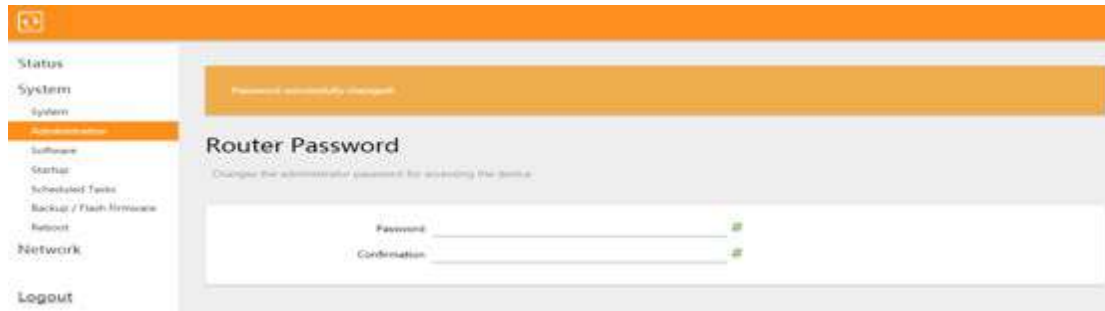 Status
System
System
Administration
Software
Startup
Scheduled Tasks
Backup / Flash Firmware
Reboot
Network
Logout
Password successfully changed!
Router Password
Changes the administrator password for accessing the device
Password
Confirmation